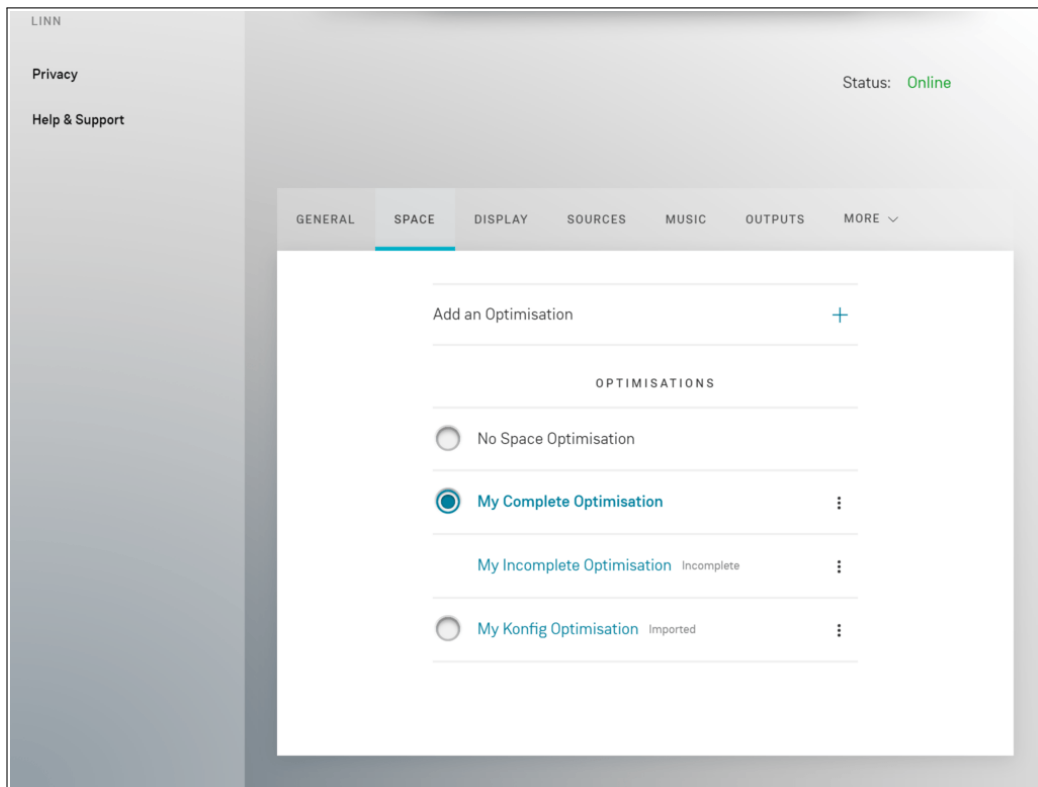 LINN
Privacy
Help & Support
Status: Online
GENERAL SPACE DISPLAY SOURCES MUSIC OUTPUTS MORE
Add an Optimisation
OPTIMISATIONS
No Space Optimisation
My Complete Optimisation
My Incomplete Optimisation Incomplete
My Konfig Optimisation Imported